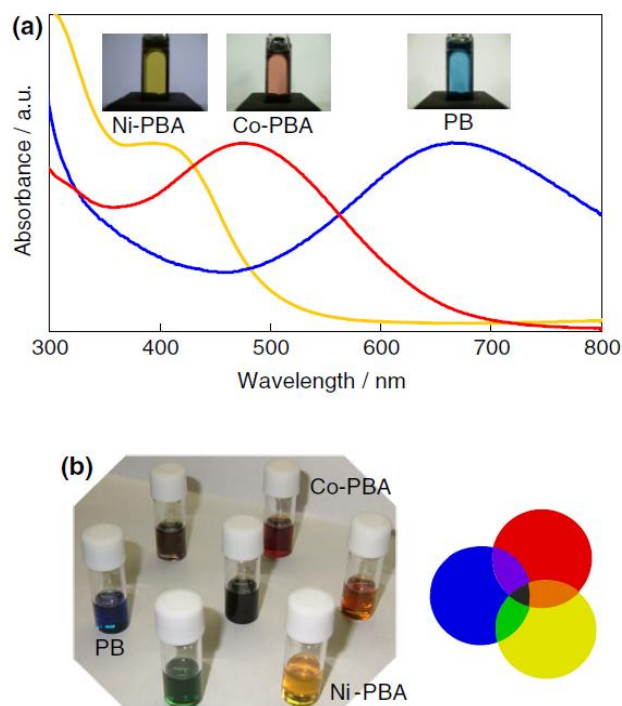 (a)
Ni-PBA Co-PBA PB
Absorbance / a.u.
300 400 500 600 700 800
Wavelength / nm
(b)
Co-PBA
PB
Ni-PBA